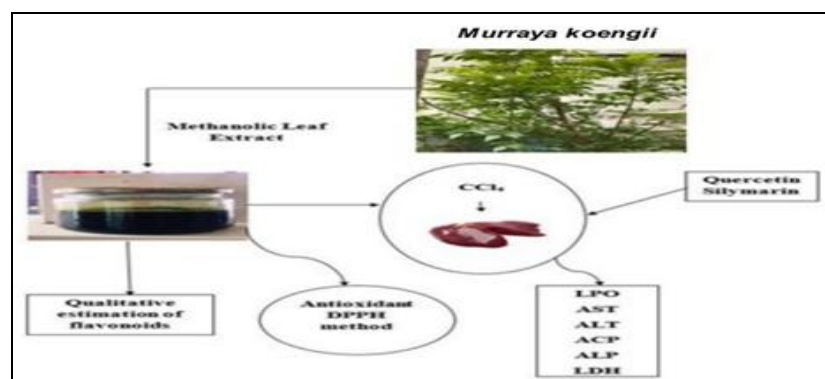 Murraya koengii
Methanolic Leaf
Extract
CCl₄
Quercetin
Silymarin
Qualitative
estimation of
flavonoids
Antioxidant
DPPH
method
LPO
AST
ALT
ACP
ALP
LDH